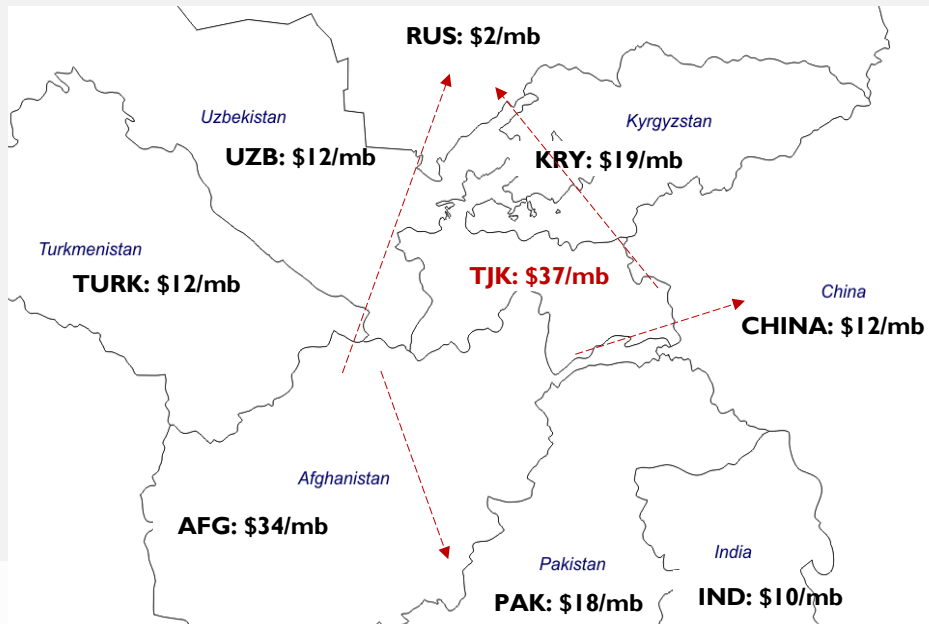 RUS: $2/mb
Uzbekistan
UZB: $12/mb
Kyrgyzstan
KRY: $19/mb
Turkmenistan
TURK: $12/mb
TJK: $37/mb
China
CHINA: $12/mb
Afghanistan
AFG: $34/mb
Pakistan
PAK: $18/mb
India
IND: $10/mb